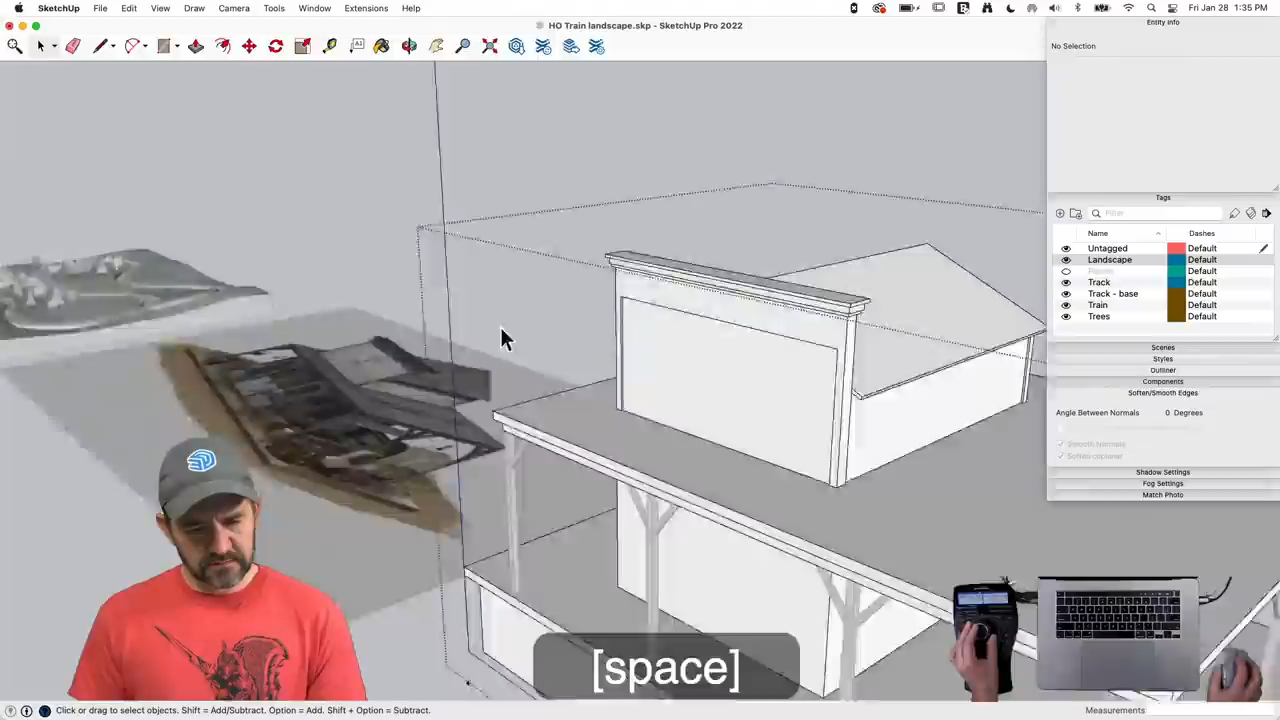 SketchUp File Edit View Draw Camera Tools Window Extensions Help Fri Jan 28 1:35 PM
HO Train landscape.skp - SketchUp Pro 2022
Entity Info
No Selection
Tags
Filter
Name Dashes
Untagged Default
Landscape Default
Default
Track Default
Track - base Default
Train Default
Trees Default
Scenes
Styles
Outliner
Components
Soften/Smooth Edges
Angle Between Normals 0 Degrees
Smooth Normals
Soften coplanar
Shadow Settings
Fog Settings
Match Photo
[space]
Click or drag to select objects. Shift = Add/Subtract. Option = Add. Shift + Option = Subtract. Measurements